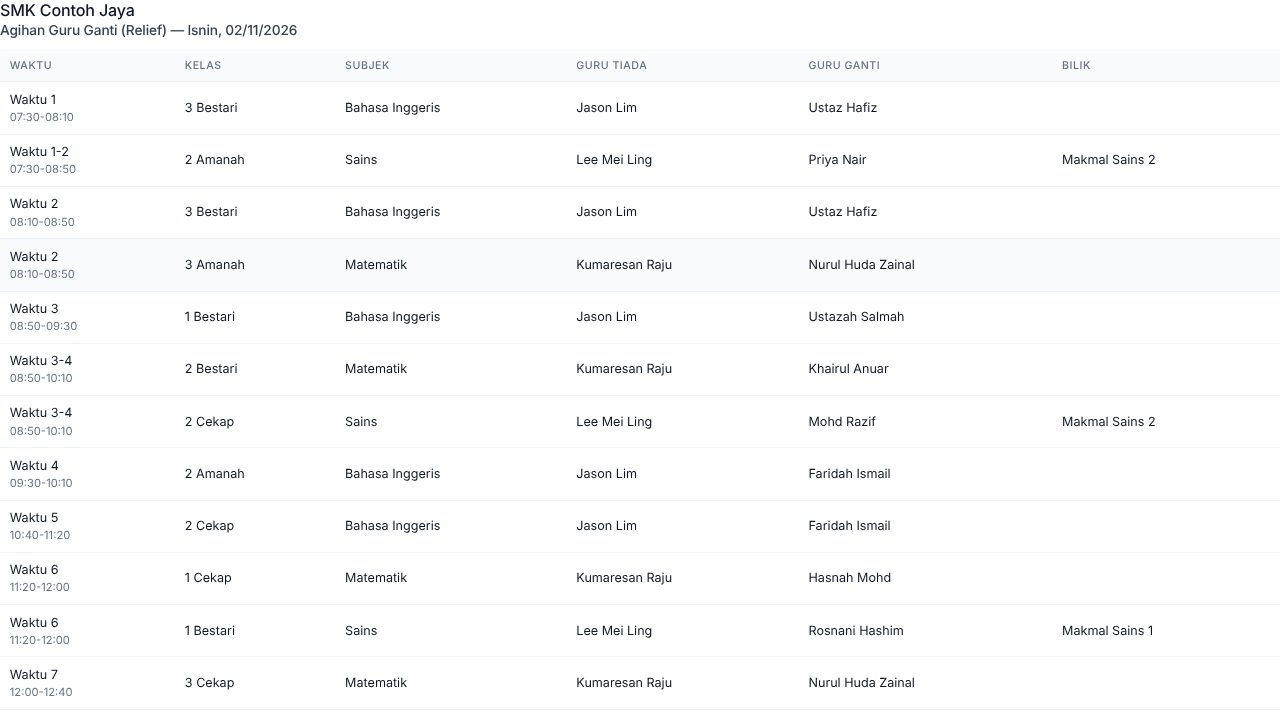 SMK Contoh Jaya
Agihan Guru Ganti (Relief) — Isnin, 02/11/2026
WAKTU KELAS SUBJEK GURU TIADA GURU GANTI BILIK
Waktu 1
07:30-08:10
3 Bestari Bahasa Inggeris Jason Lim Ustaz Hafiz
Waktu 1-2
07:30-08:50
2 Amanah Sains Lee Mei Ling Priya Nair Makmal Sains 2
Waktu 2
08:10-08:50
3 Bestari Bahasa Inggeris Jason Lim Ustaz Hafiz
Waktu 2
08:10-08:50
3 Amanah Matematik Kumaresan Raju Nurul Huda Zainal
Waktu 3
08:50-09:30
1 Bestari Bahasa Inggeris Jason Lim Ustazah Salmah
Waktu 3-4
08:50-10:10
2 Bestari Matematik Kumaresan Raju Khairul Anuar
Waktu 3-4
08:50-10:10
2 Cekap Sains Lee Mei Ling Mohd Razif Makmal Sains 2
Waktu 4
09:30-10:10
2 Amanah Bahasa Inggeris Jason Lim Faridah Ismail
Waktu 5
10:40-11:20
2 Cekap Bahasa Inggeris Jason Lim Faridah Ismail
Waktu 6
11:20-12:00
1 Cekap Matematik Kumaresan Raju Hasnah Mohd
Waktu 6
11:20-12:00
1 Bestari Sains Lee Mei Ling Rosnani Hashim Makmal Sains 1
Waktu 7
12:00-12:40
3 Cekap Matematik Kumaresan Raju Nurul Huda Zainal